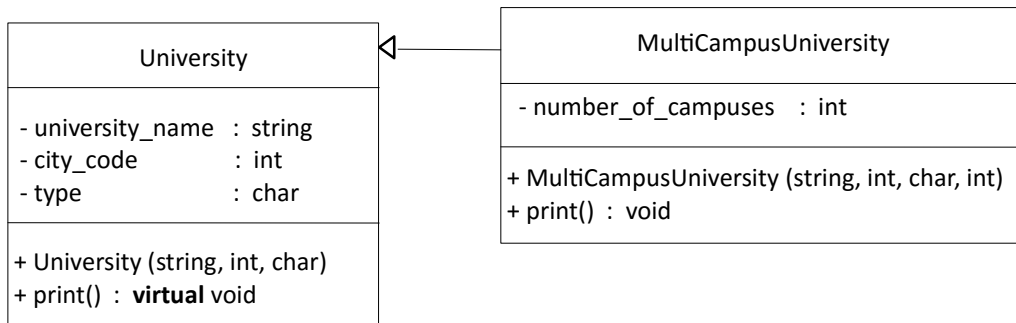 University
- university_name : string
- city_code : int
- type : char
+ University (string, int, char)
+ print() : virtual void
MultiCampusUniversity
- number_of_campuses : int
+ MultiCampusUniversity (string, int, char, int)
+ print() : void